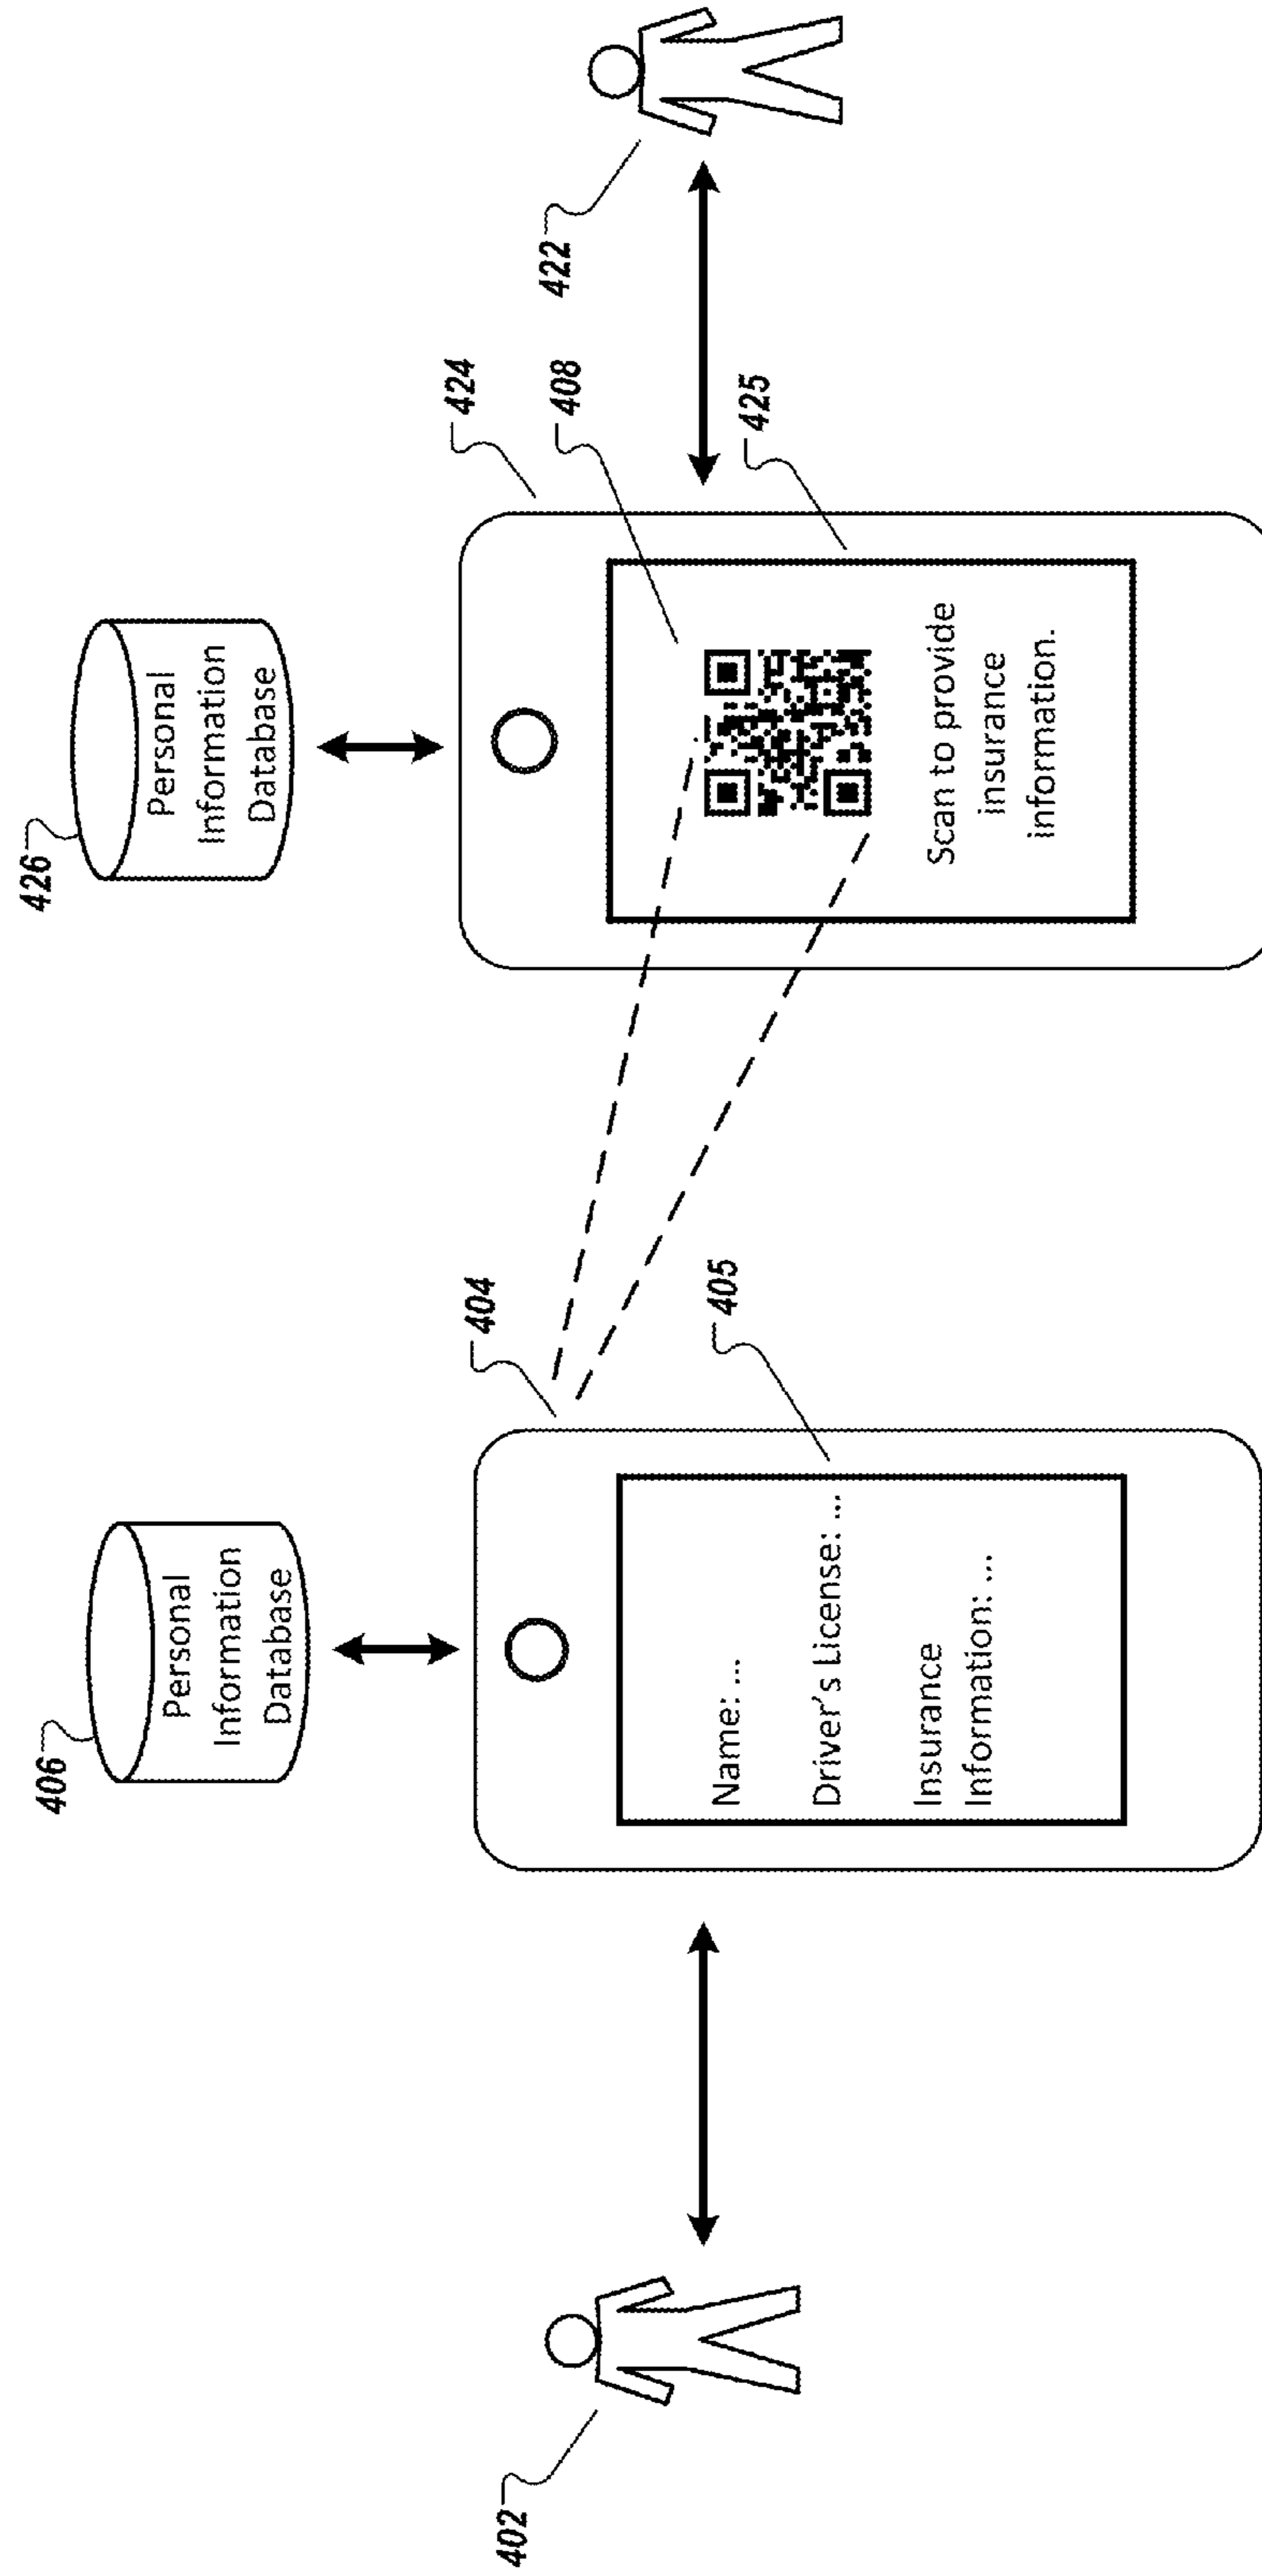 406
Personal
Information
Database
426
Personal
Information
Database
402
404
Name: ...
Driver's License: ...
Insurance
Information: ...
405
424
408
Scan to provide
insurance
information.
425
422